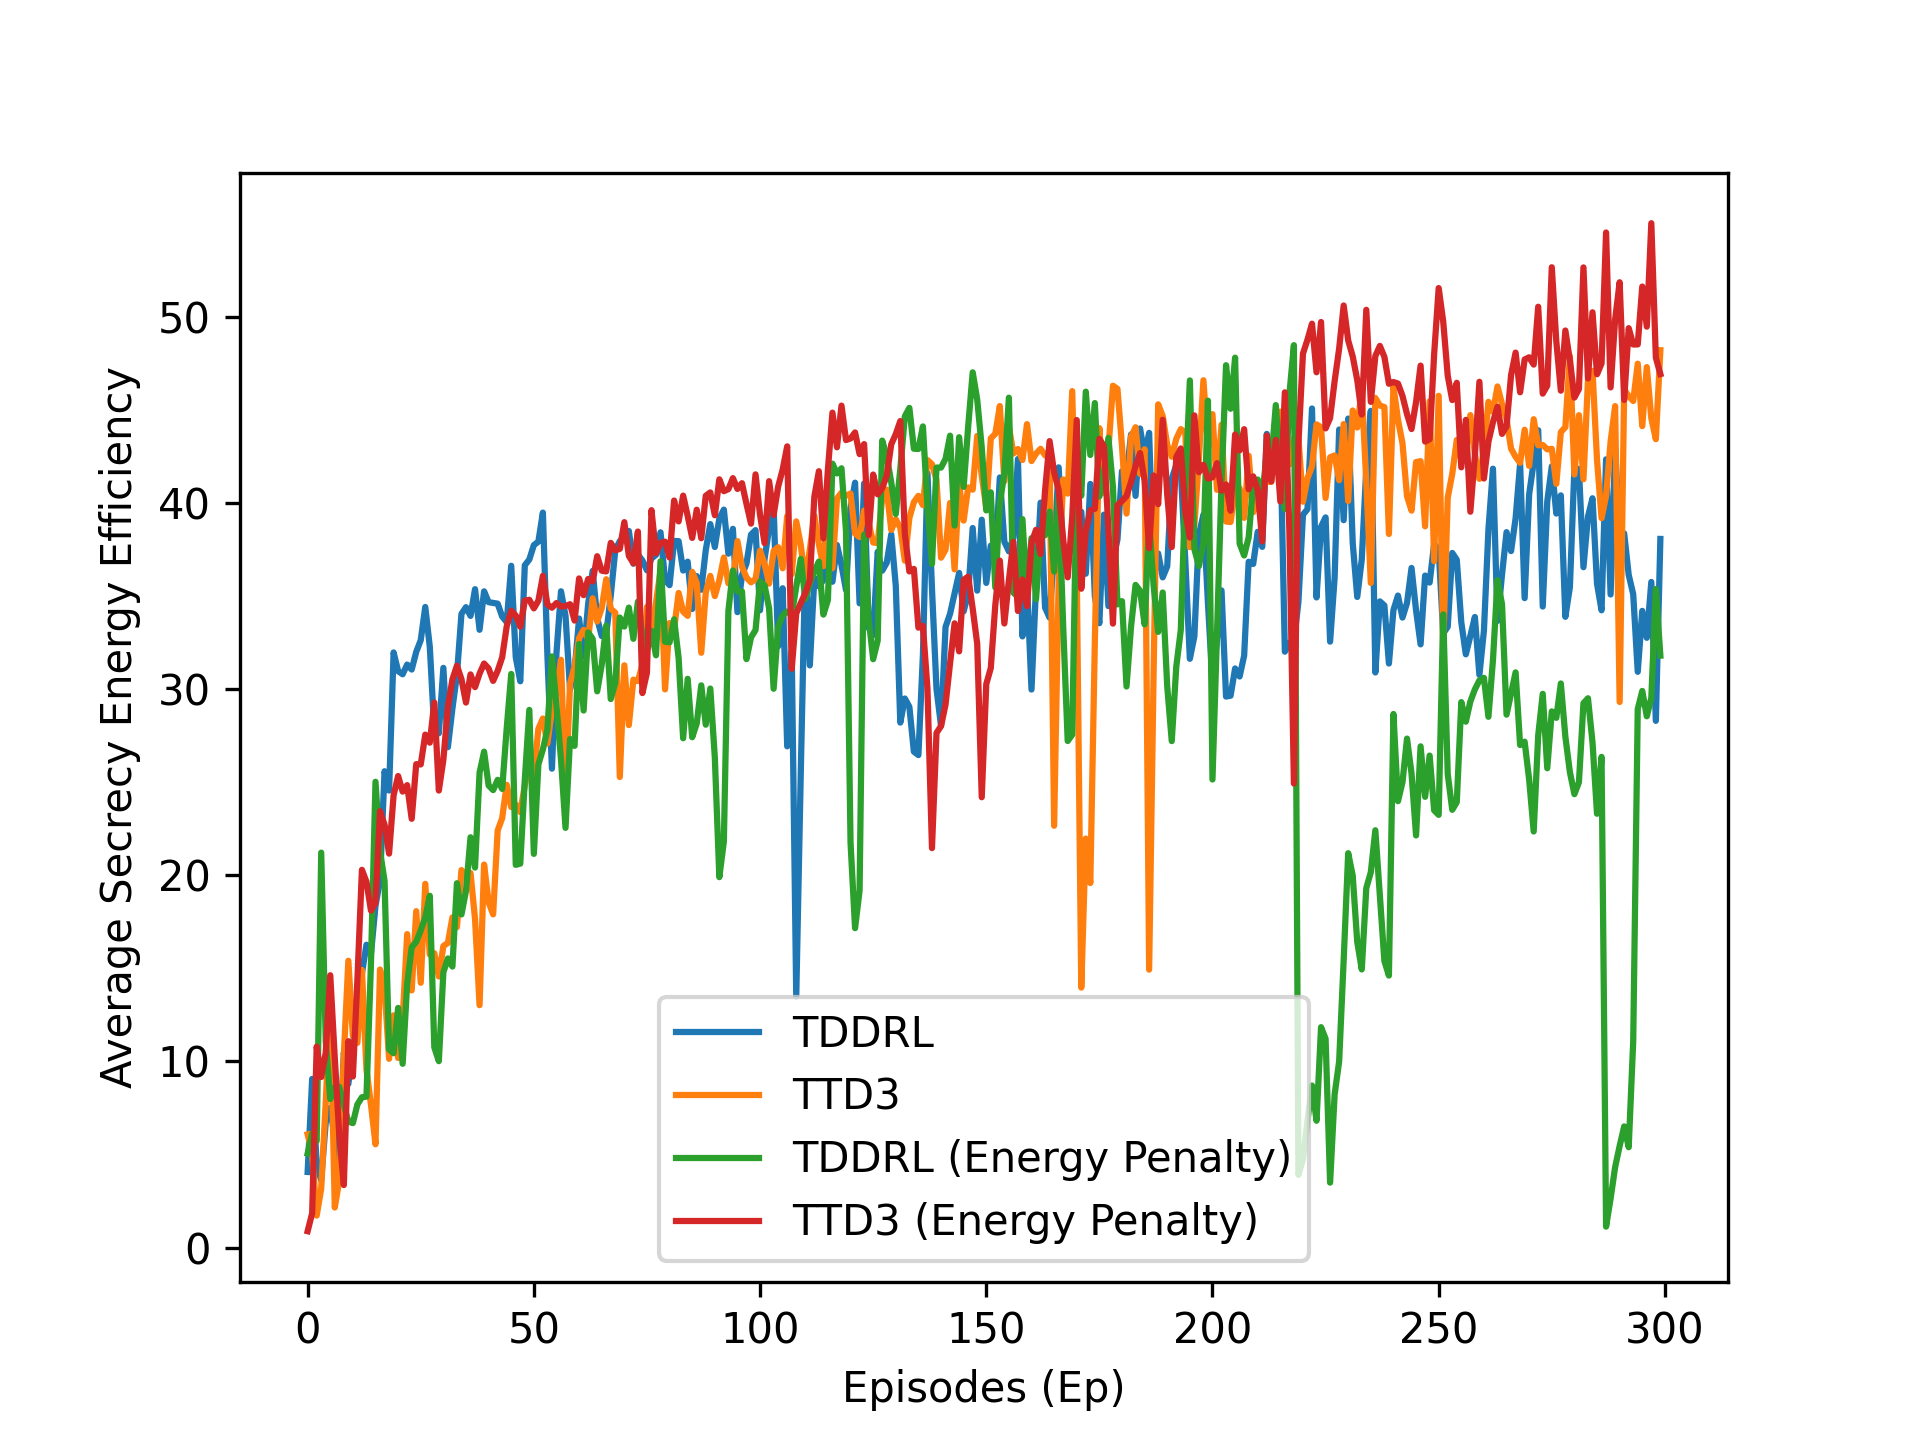 Average Secrecy Energy Efficiency
50
40
30
20
10
0
TDDRL
TTD3
TDDRL (Energy Penalty)
TTD3 (Energy Penalty)
0 50 100 150 200 250 300
Episodes (Ep)